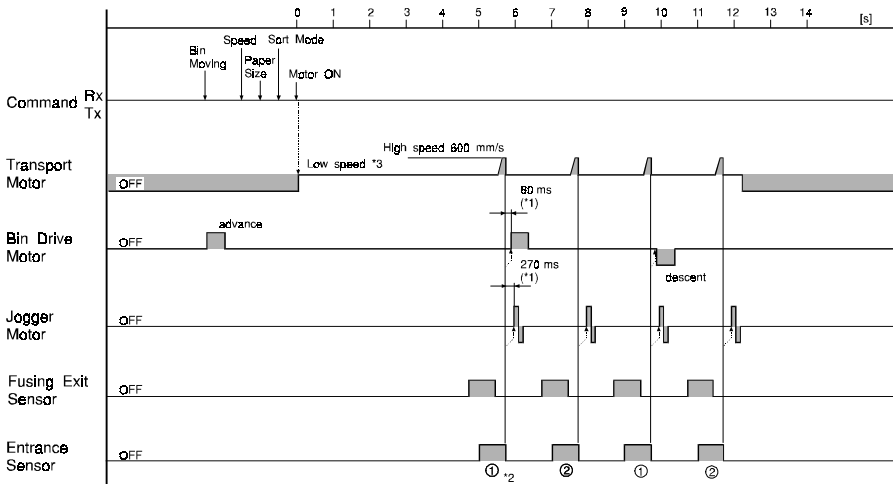 0 1 2 3 4 5 6 7 8 9 10 11 12 13 14 [s]
Speed Sort Mode
Bin Moving
Paper Size
Motor ON
Command Rx Tx
Low speed *3
High speed 600 mm/s
Transport Motor
OFF
80 ms (*1)
advance
Bin Drive Motor
OFF
270 ms (*1)
descent
Jogger Motor
OFF
Fusing Exit Sensor
OFF
Entrance Sensor
OFF
① *2 ② ① ②